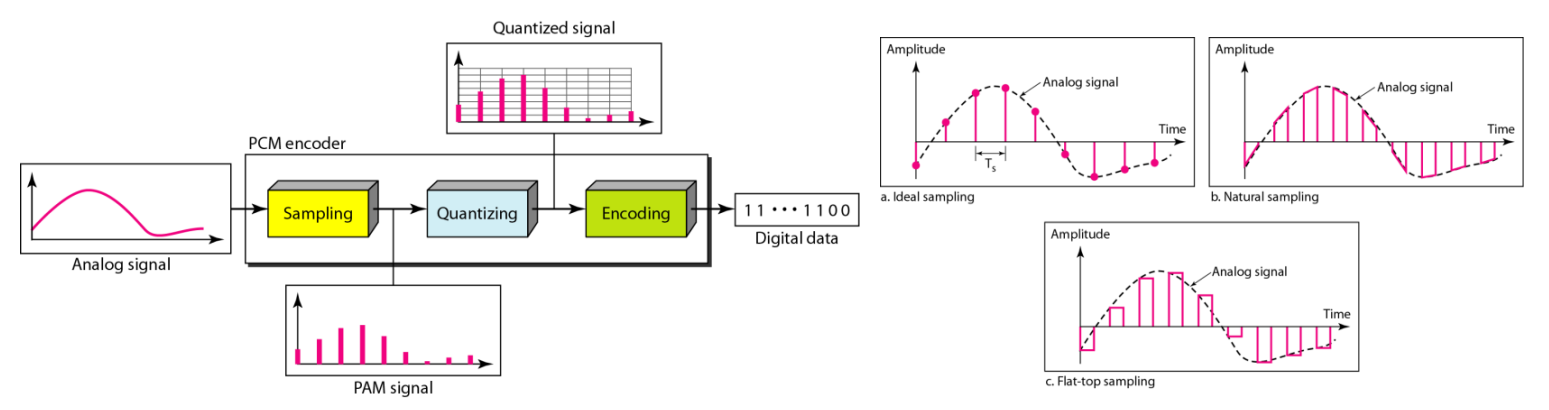 Quantized signal
PCM encoder
Sampling
Quantizing
Encoding
11···1100
Digital data
Analog signal
PAM signal
Amplitude
Analog signal
Time
Ts
a. Ideal sampling
Amplitude
Analog signal
Time
b. Natural sampling
Amplitude
Analog signal
Time
c. Flat-top sampling